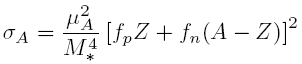 σ_A = \frac{μ_A^2}{M_*^4} [f_p Z + f_n (A − Z)]^2